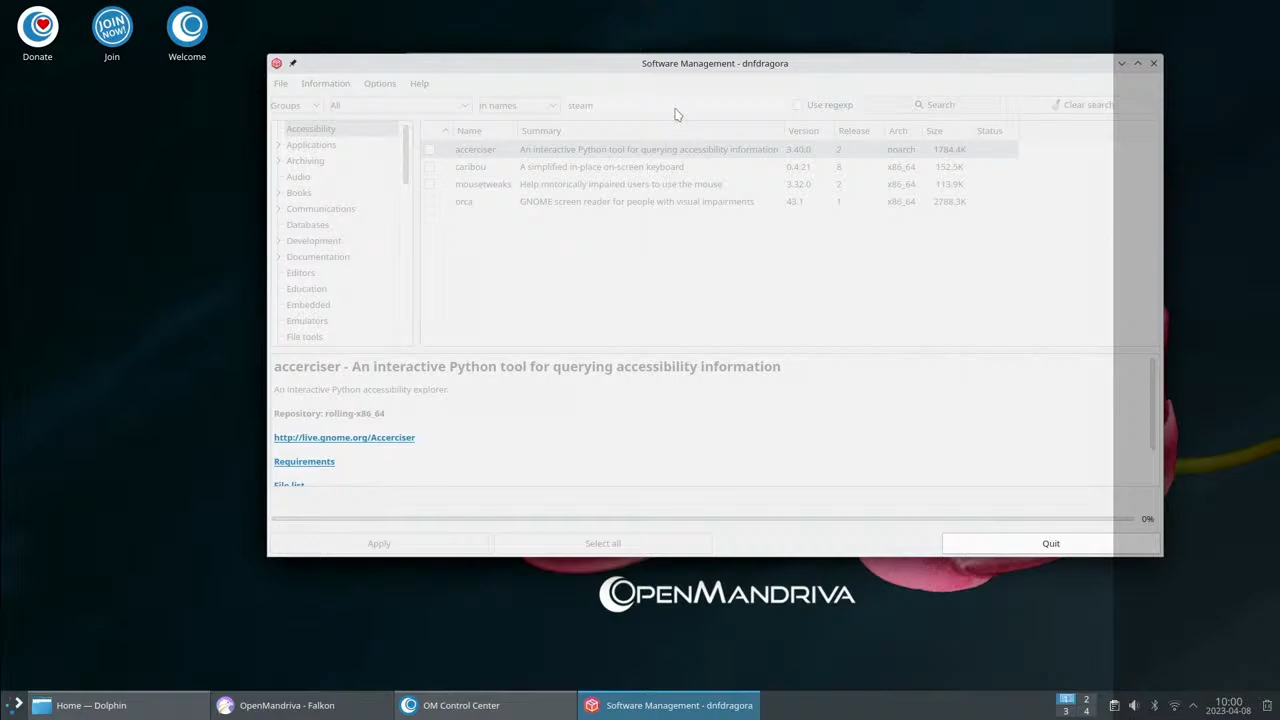 Donate
Join
JOIN NOW!
Welcome
Software Management - dnfdragora
File Information Options Help
Groups All in names steam Use regexp Search Clear search
Name Summary Version Release Arch Size Status
accerciser An interactive Python tool for querying accessibility information 3.40.0 2 noarch 1784.4K
caribou A simplified in-place on-screen keyboard 0.4.21 8 x86_64 152.5K
mousetweaks Help motorically impaired users to use the mouse 3.32.0 2 x86_64 113.9K
orca GNOME screen reader for people with visual impairments 43.1 1 x86_64 2788.3K
Accessibility
Applications
Archiving
Audio
Books
Communications
Databases
Development
Documentation
Editors
Education
Embedded
Emulators
File tools
accerciser - An interactive Python tool for querying accessibility information
An interactive Python accessibility explorer.
Repository: rolling-x86_64
http://live.gnome.org/Accerciser
Requirements
File list
0%
Apply Select all Quit
OPENMANDRIVA
Home — Dolphin OpenMandriva - Falkon OM Control Center Software Management - dnfdragora
1 2
3 4
10:00
2023-04-08